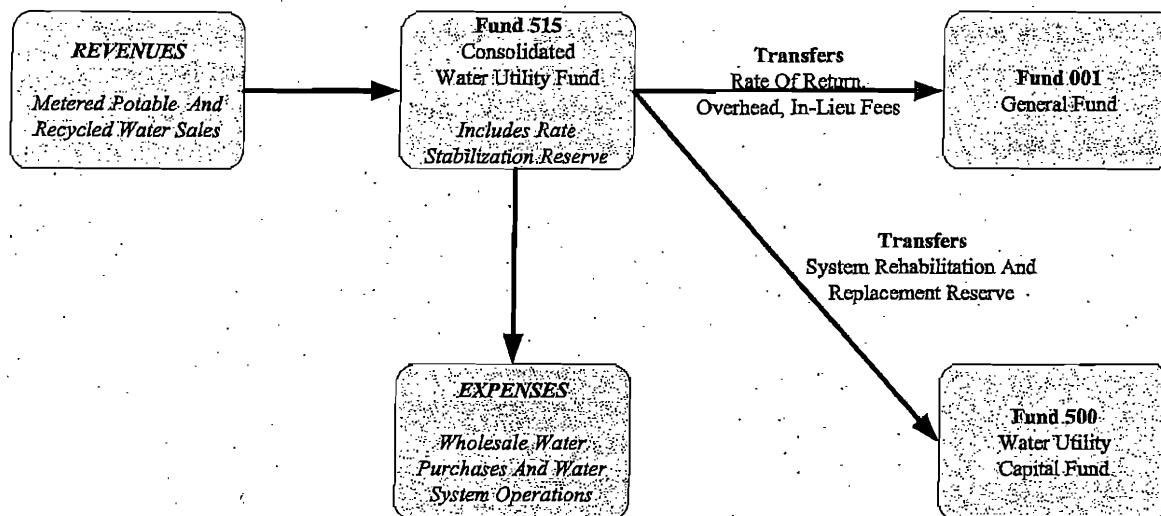 REVENUES
Metered Potable And
Recycled Water Sales
Fund 515
Consolidated
Water Utility Fund
Includes Rate
Stabilization Reserve
Transfers
Rate Of Return
Overhead, In-Lieu Fees
Fund 001
General Fund
Transfers
System Rehabilitation And
Replacement Reserve
EXPENSES
Wholesale Water
Purchases And Water
System Operations
Fund 500
Water Utility
Capital Fund